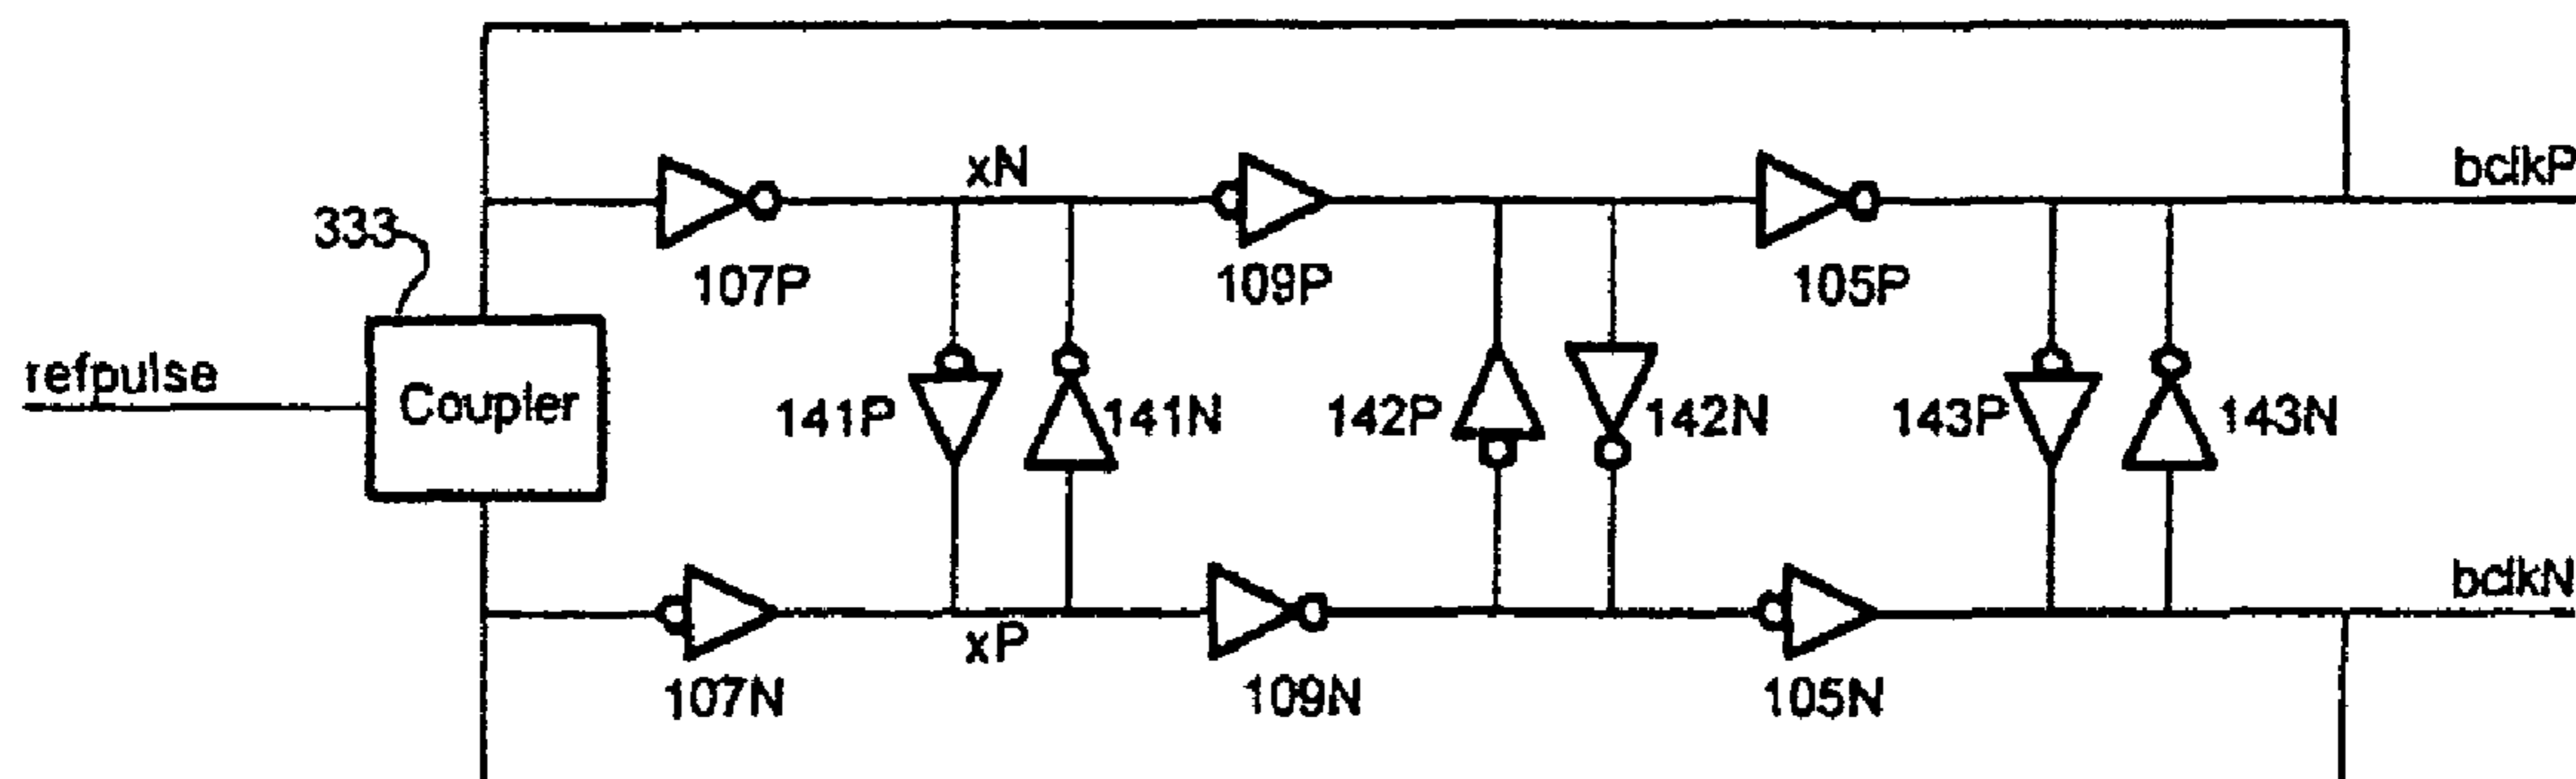 xN
bclkP
333
107P
109P
105P
refpulse
Coupler
141P
141N
142P
142N
143P
143N
bclkN
xP
107N
109N
105N